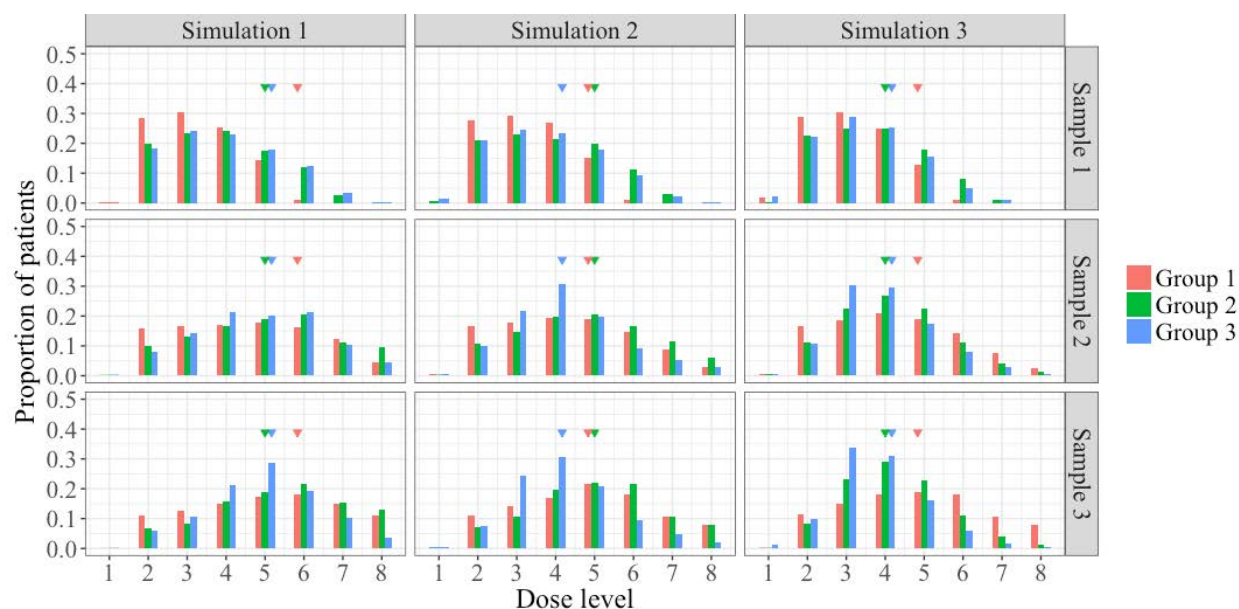 Simulation 1 Simulation 2 Simulation 3
Proportion of patients
0.5
0.4
0.3
0.2
0.1
0.0
Sample 1
0.5
0.4
0.3
0.2
0.1
0.0
Sample 2
0.5
0.4
0.3
0.2
0.1
0.0
Sample 3
1 2 3 4 5 6 7 8 1 2 3 4 5 6 7 8 1 2 3 4 5 6 7 8
Dose level
Group 1
Group 2
Group 3